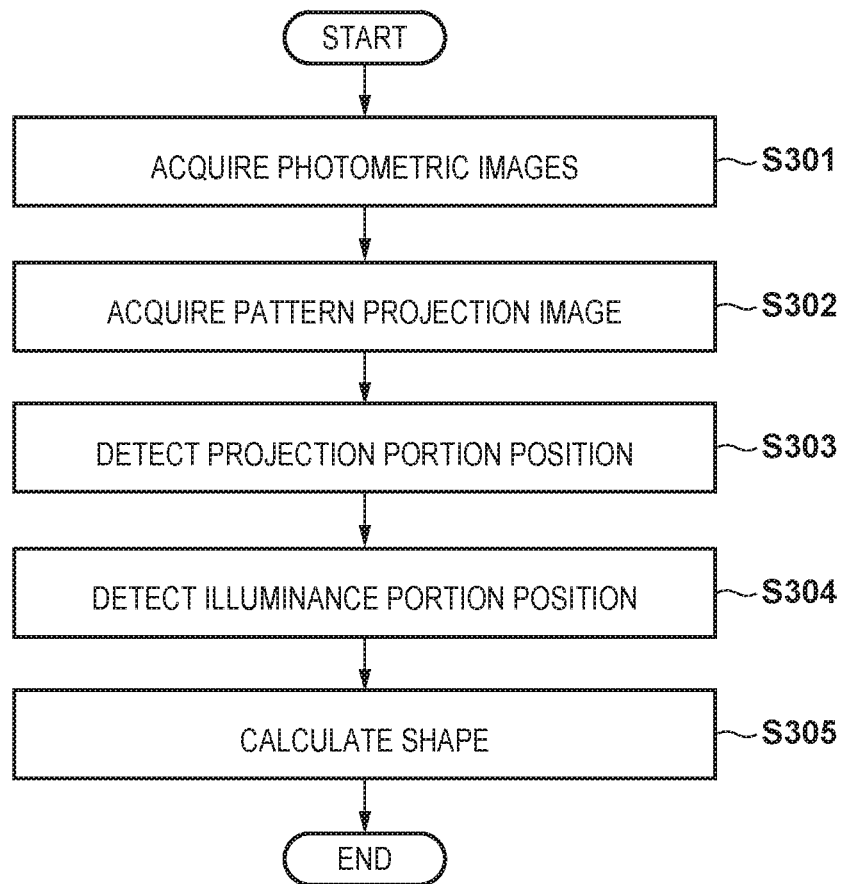 START
ACQUIRE PHOTOMETRIC IMAGES
S301
ACQUIRE PATTERN PROJECTION IMAGE
S302
DETECT PROJECTION PORTION POSITION
S303
DETECT ILLUMINANCE PORTION POSITION
S304
CALCULATE SHAPE
S305
END